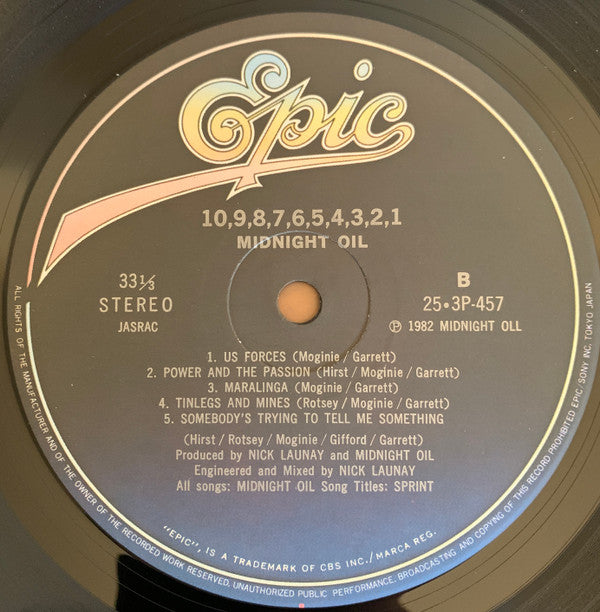 Epic
10,9,8,7,6,5,4,3,2,1
MIDNIGHT OIL
33⅓
STEREO
JASRAC
B
25•3P-457
Ⓟ 1982 MIDNIGHT OLL
1. US FORCES (Moginie / Garrett)
2. POWER AND THE PASSION (Hirst / Moginie / Garrett)
3. MARALINGA (Moginie / Garrett)
4. TINLEGS AND MINES (Rotsey / Moginie / Garrett)
5. SOMEBODY'S TRYING TO TELL ME SOMETHING
(Hirst / Rotsey / Moginie / Gifford / Garrett)
Produced by NICK LAUNAY and MIDNIGHT OIL
Engineered and Mixed by NICK LAUNAY
All songs: MIDNIGHT OIL Song Titles: SPRINT
"EPIC", IS A TRADEMARK OF CBS INC./MARCA REG.
ALL RIGHTS OF THE MANUFACTURER AND OF THE OWNER OF THE RECORDED WORK RESERVED, UNAUTHORIZED PUBLIC PERFORMANCE, BROADCASTING AND COPYING OF THIS RECORD PROHIBITED EPIC/SONY INC. TOKYO JAPAN